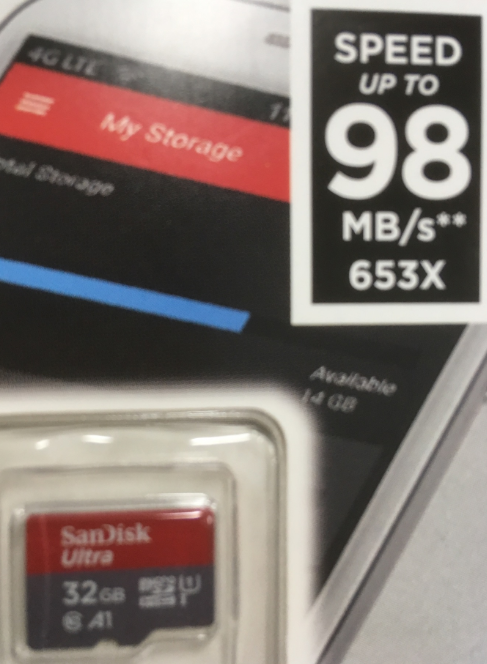 SPEED
UP TO
98
MB/s**
653X
4G LTE
11
My Storage
otal Storage
Available
14 GB
SanDisk
Ultra
32GB
A1